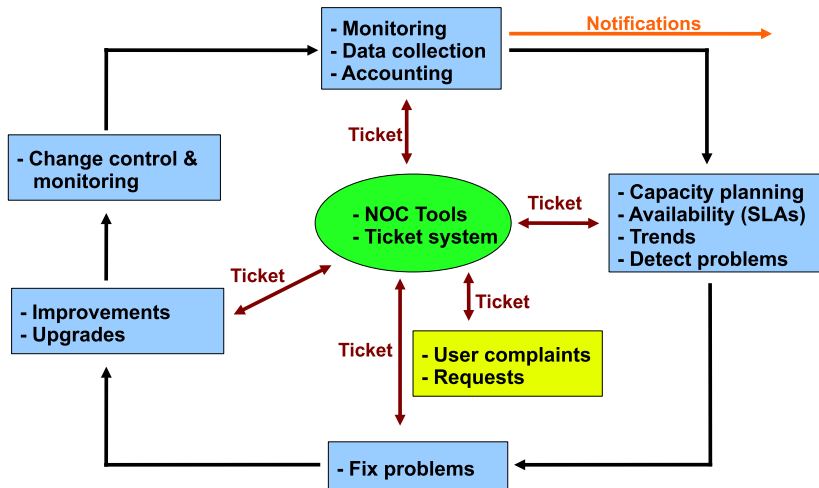 - Monitoring
- Data collection
- Accounting
Notifications
Ticket
- Change control &
monitoring
- NOC Tools
- Ticket system
Ticket
- Capacity planning
- Availability (SLAs)
- Trends
- Detect problems
Ticket
- Improvements
- Upgrades
Ticket
Ticket
- User complaints
- Requests
- Fix problems